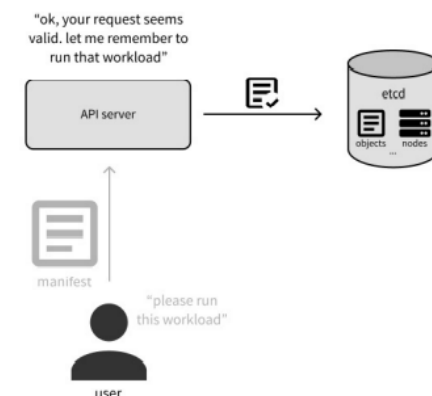 “ok, your request seems
valid. let me remember to
run that workload”
API server
etcd
objects nodes
...
manifest
“please run
this workload”
user